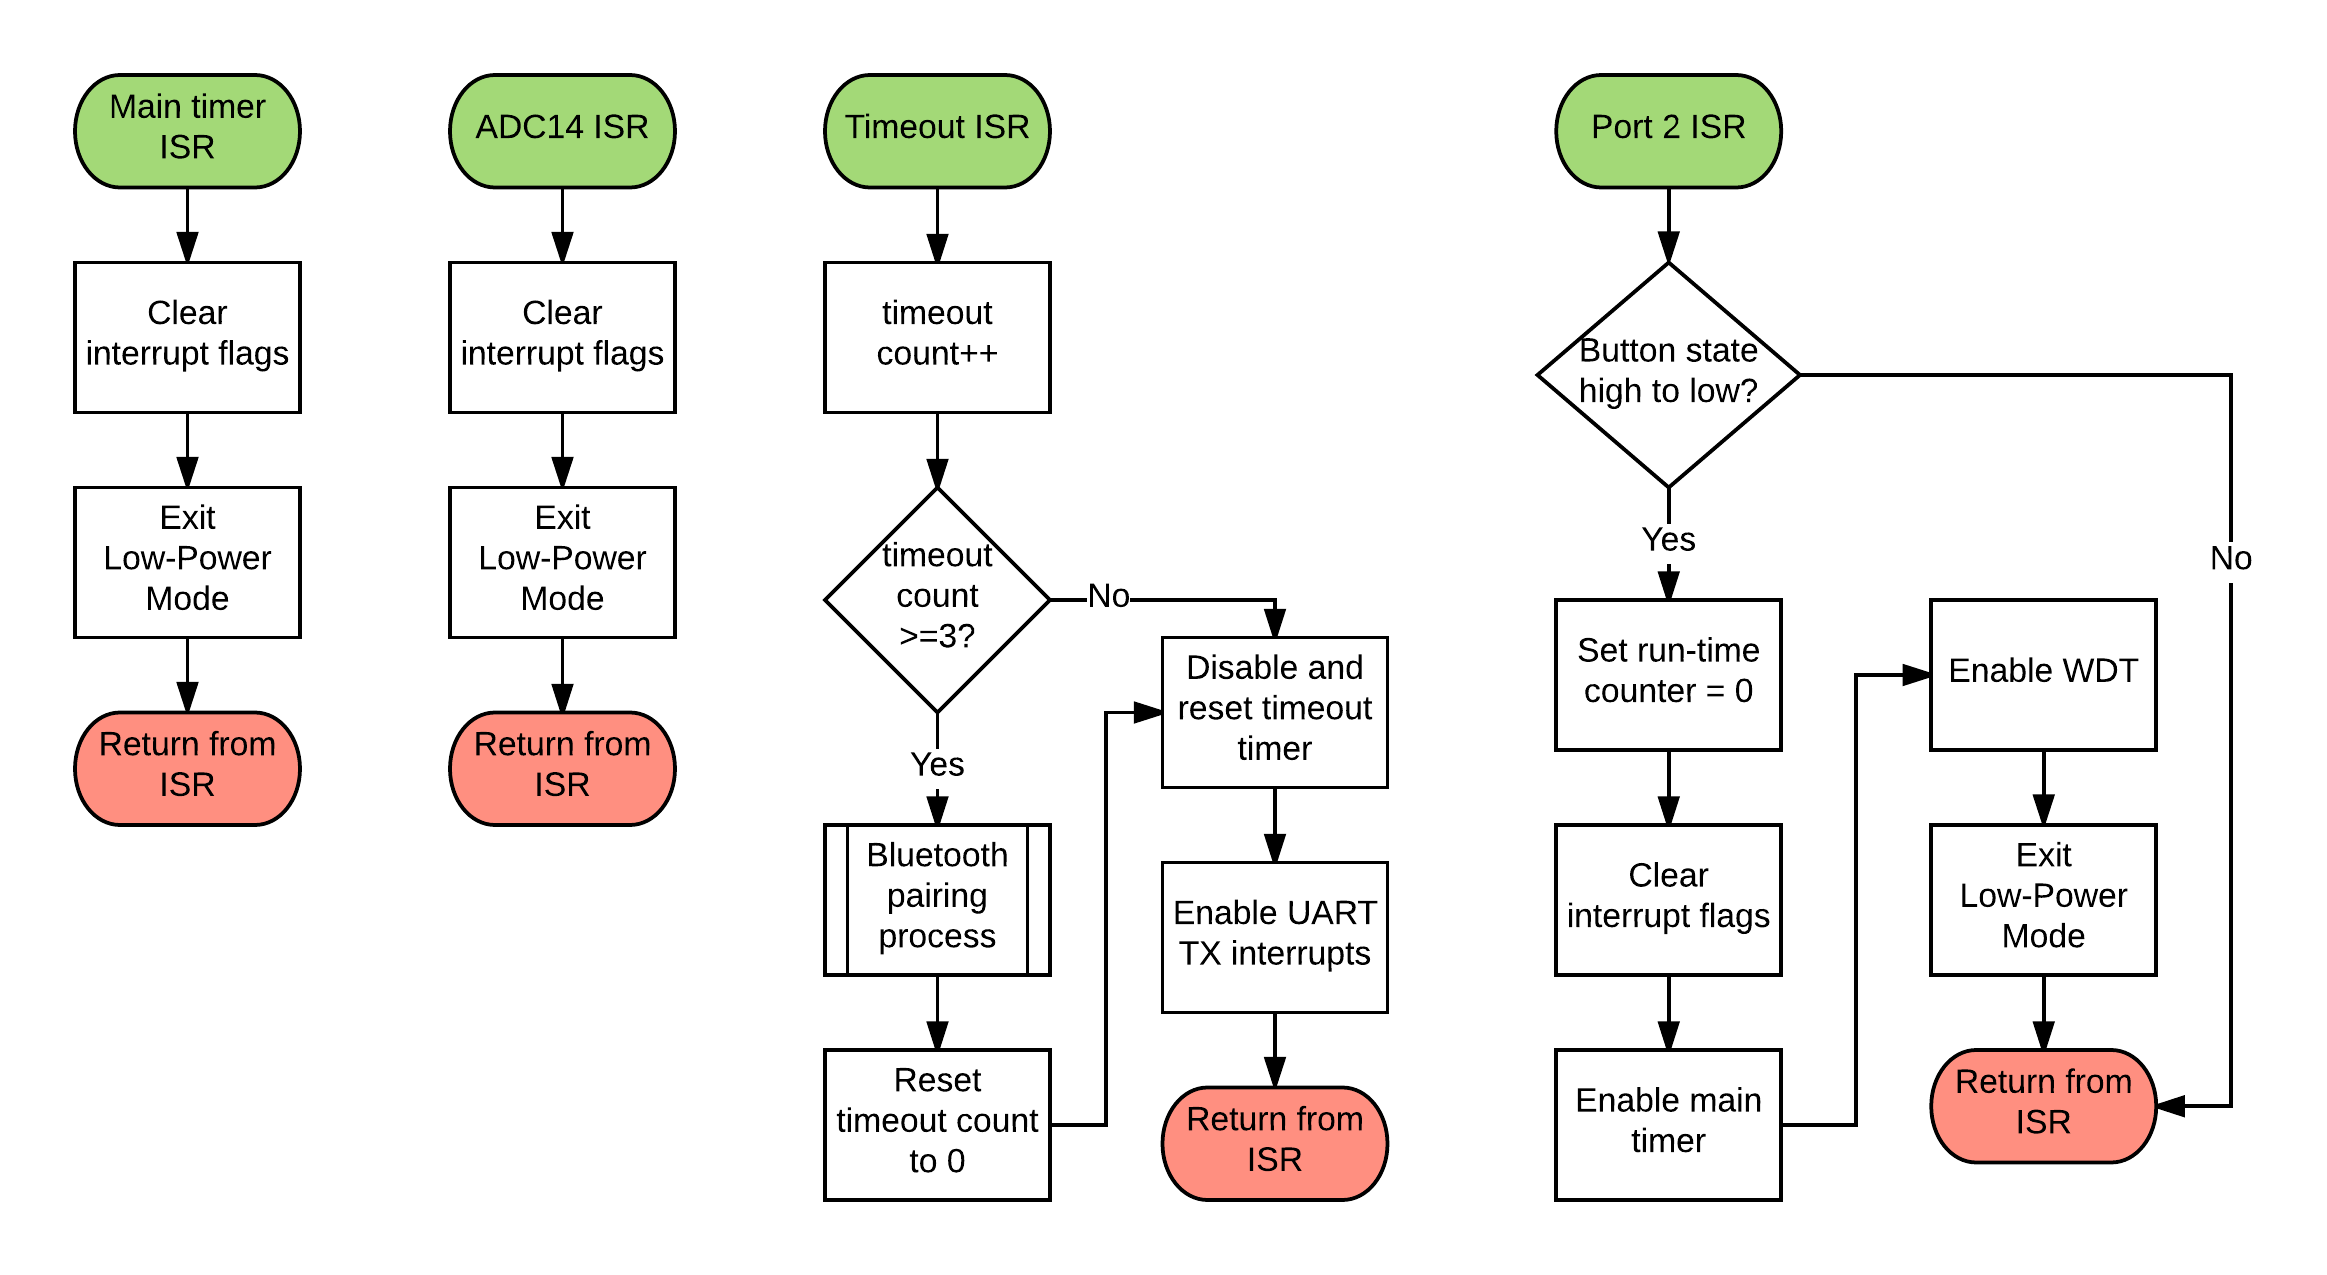 Main timer
ISR
Clear
interrupt flags
Exit
Low-Power
Mode
Return from
ISR
ADC14 ISR
Clear
interrupt flags
Exit
Low-Power
Mode
Return from
ISR
Timeout ISR
timeout
count++
timeout
count
>=3?
No
Yes
Bluetooth
pairing
process
Reset
timeout count
to 0
Disable and
reset timeout
timer
Enable UART
TX interrupts
Return from
ISR
Port 2 ISR
Button state
high to low?
Yes
No
Set run-time
counter = 0
Clear
interrupt flags
Enable main
timer
Enable WDT
Exit
Low-Power
Mode
Return from
ISR